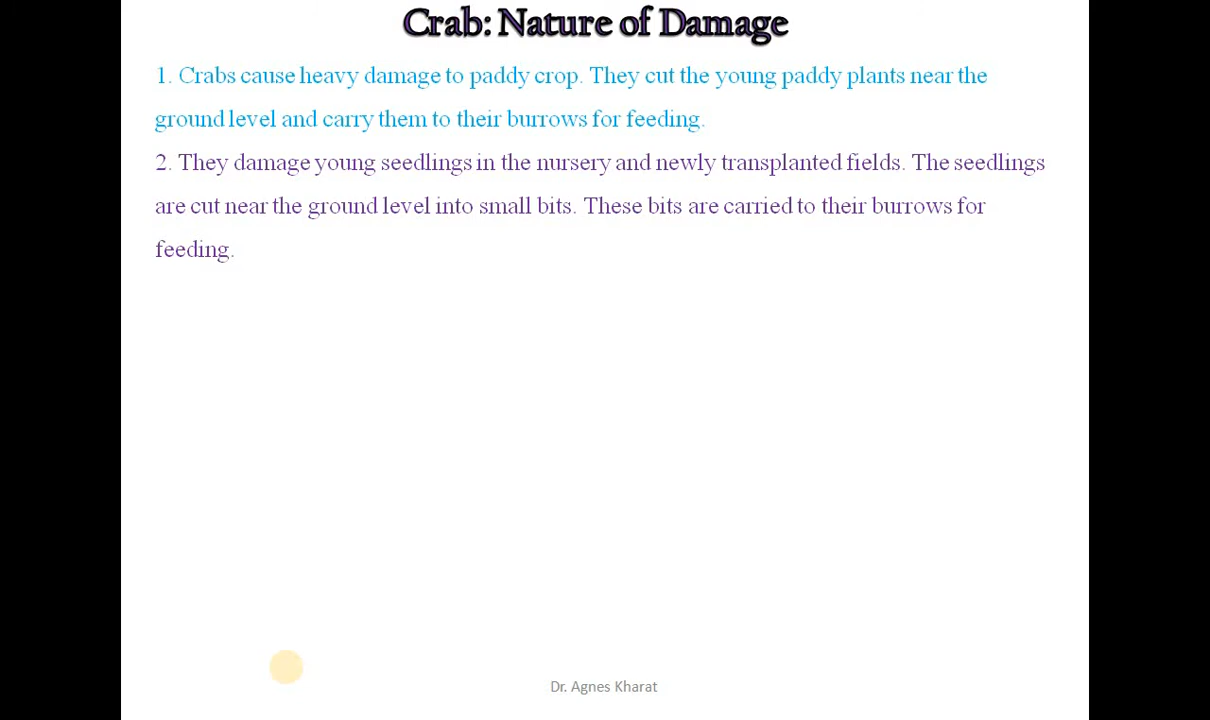 Crab: Nature of Damage
1. Crabs cause heavy damage to paddy crop. They cut the young paddy plants near the
ground level and carry them to their burrows for feeding.
2. They damage young seedlings in the nursery and newly transplanted fields. The seedlings
are cut near the ground level into small bits. These bits are carried to their burrows for
feeding.
Dr. Agnes Kharat